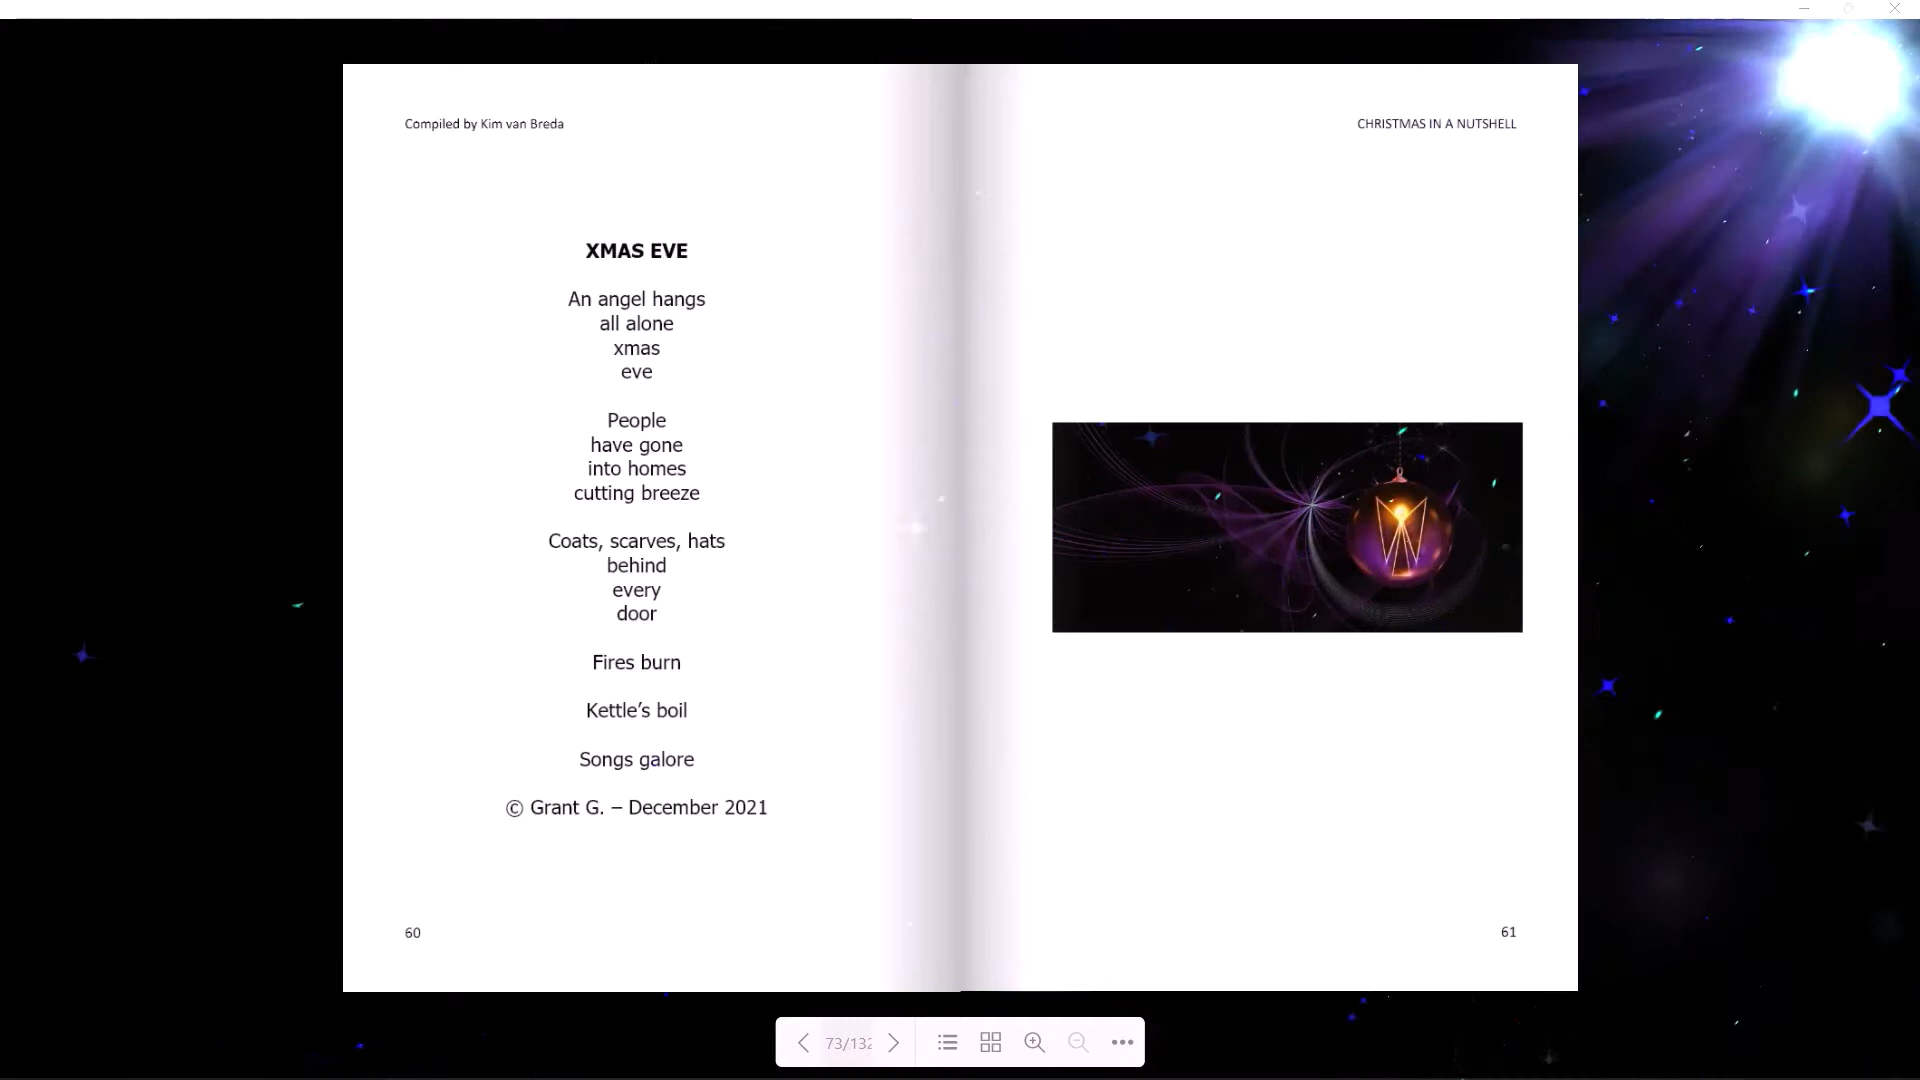 Compiled by Kim van Breda
XMAS EVE
An angel hangs
all alone
xmas
eve
People
have gone
into homes
cutting breeze
Coats, scarves, hats
behind
every
door
Fires burn
Kettle’s boil
Songs galore
© Grant G. – December 2021
60
CHRISTMAS IN A NUTSHELL
61
73/132